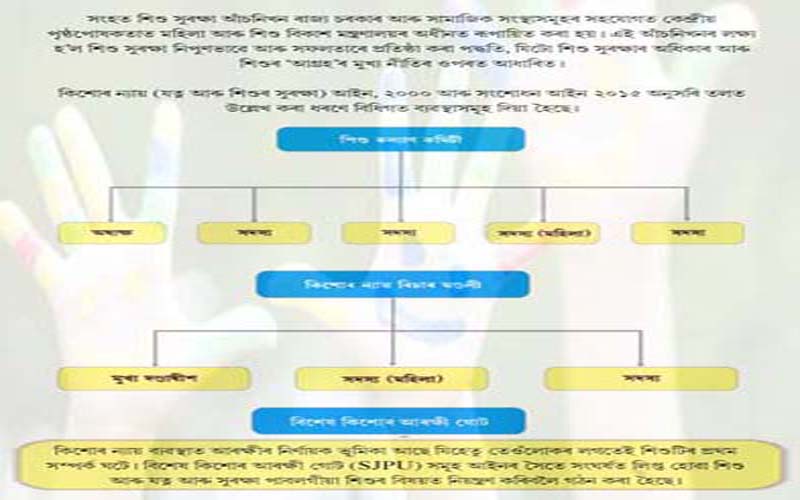 সংহত শিশু সুৰক্ষা আঁচনিখন ৰাজ্য চৰকাৰ আৰু সামাজিক সংস্থাসমূহৰ সহযোগত কেন্দ্ৰীয়
পৃষ্ঠপোষকতাত মহিলা আৰু শিশু বিকাশ মন্ত্ৰণালয়ৰ অধীনত ৰূপায়িত কৰা হয়। এই আঁচনিখনৰ লক্ষ্য
হ'ল শিশু সুৰক্ষা নিপুণভাবে আৰু সফলতাৰে প্ৰতিষ্ঠা কৰা পদ্ধতি, যিটো শিশু সুৰক্ষাৰ অধিকাৰ আৰু
শিশুৰ 'আগ্ৰহ'ৰ মুখ্য নীতিৰ ওপৰত আধাৰিত।
কিশোৰ ন্যায় (যত্ন আৰু শিশুৰ সুৰক্ষা) আইন, ২০০০ আৰু সংশোধন আইন ২০১৫ অনুসৰি তলত
উল্লেখ কৰা ধৰণে বিধিগত ব্যৱস্থাসমূহ দিয়া হৈছে।
শিশু কল্যাণ কমিটী
অধ্যক্ষ সদস্য সদস্য সদস্য (মহিলা) সদস্য
কিশোৰ ন্যায় বিচাৰ মণ্ডলী
মুখ্য দণ্ডাধীশ সদস্য (মহিলা) সদস্য
বিশেষ কিশোৰ আৰক্ষী গোট
কিশোৰ ন্যায় ব্যৱস্থাত আৰক্ষীৰ নিৰ্ণায়ক ভূমিকা আছে যিহেতু তেওঁলোকৰ লগতেই শিশুটিৰ প্ৰথম
সম্পৰ্ক ঘটে। বিশেষ কিশোৰ আৰক্ষী গোট (SJPU) সমূহ আইনৰ সৈতে সংঘৰ্ষত লিপ্ত হোৱা শিশু
আৰু যত্ন আৰু সুৰক্ষা পাবলগীয়া শিশুৰ বিষয়ত নিয়ন্ত্ৰণ কৰিবলৈ গঠন কৰা হৈছে।